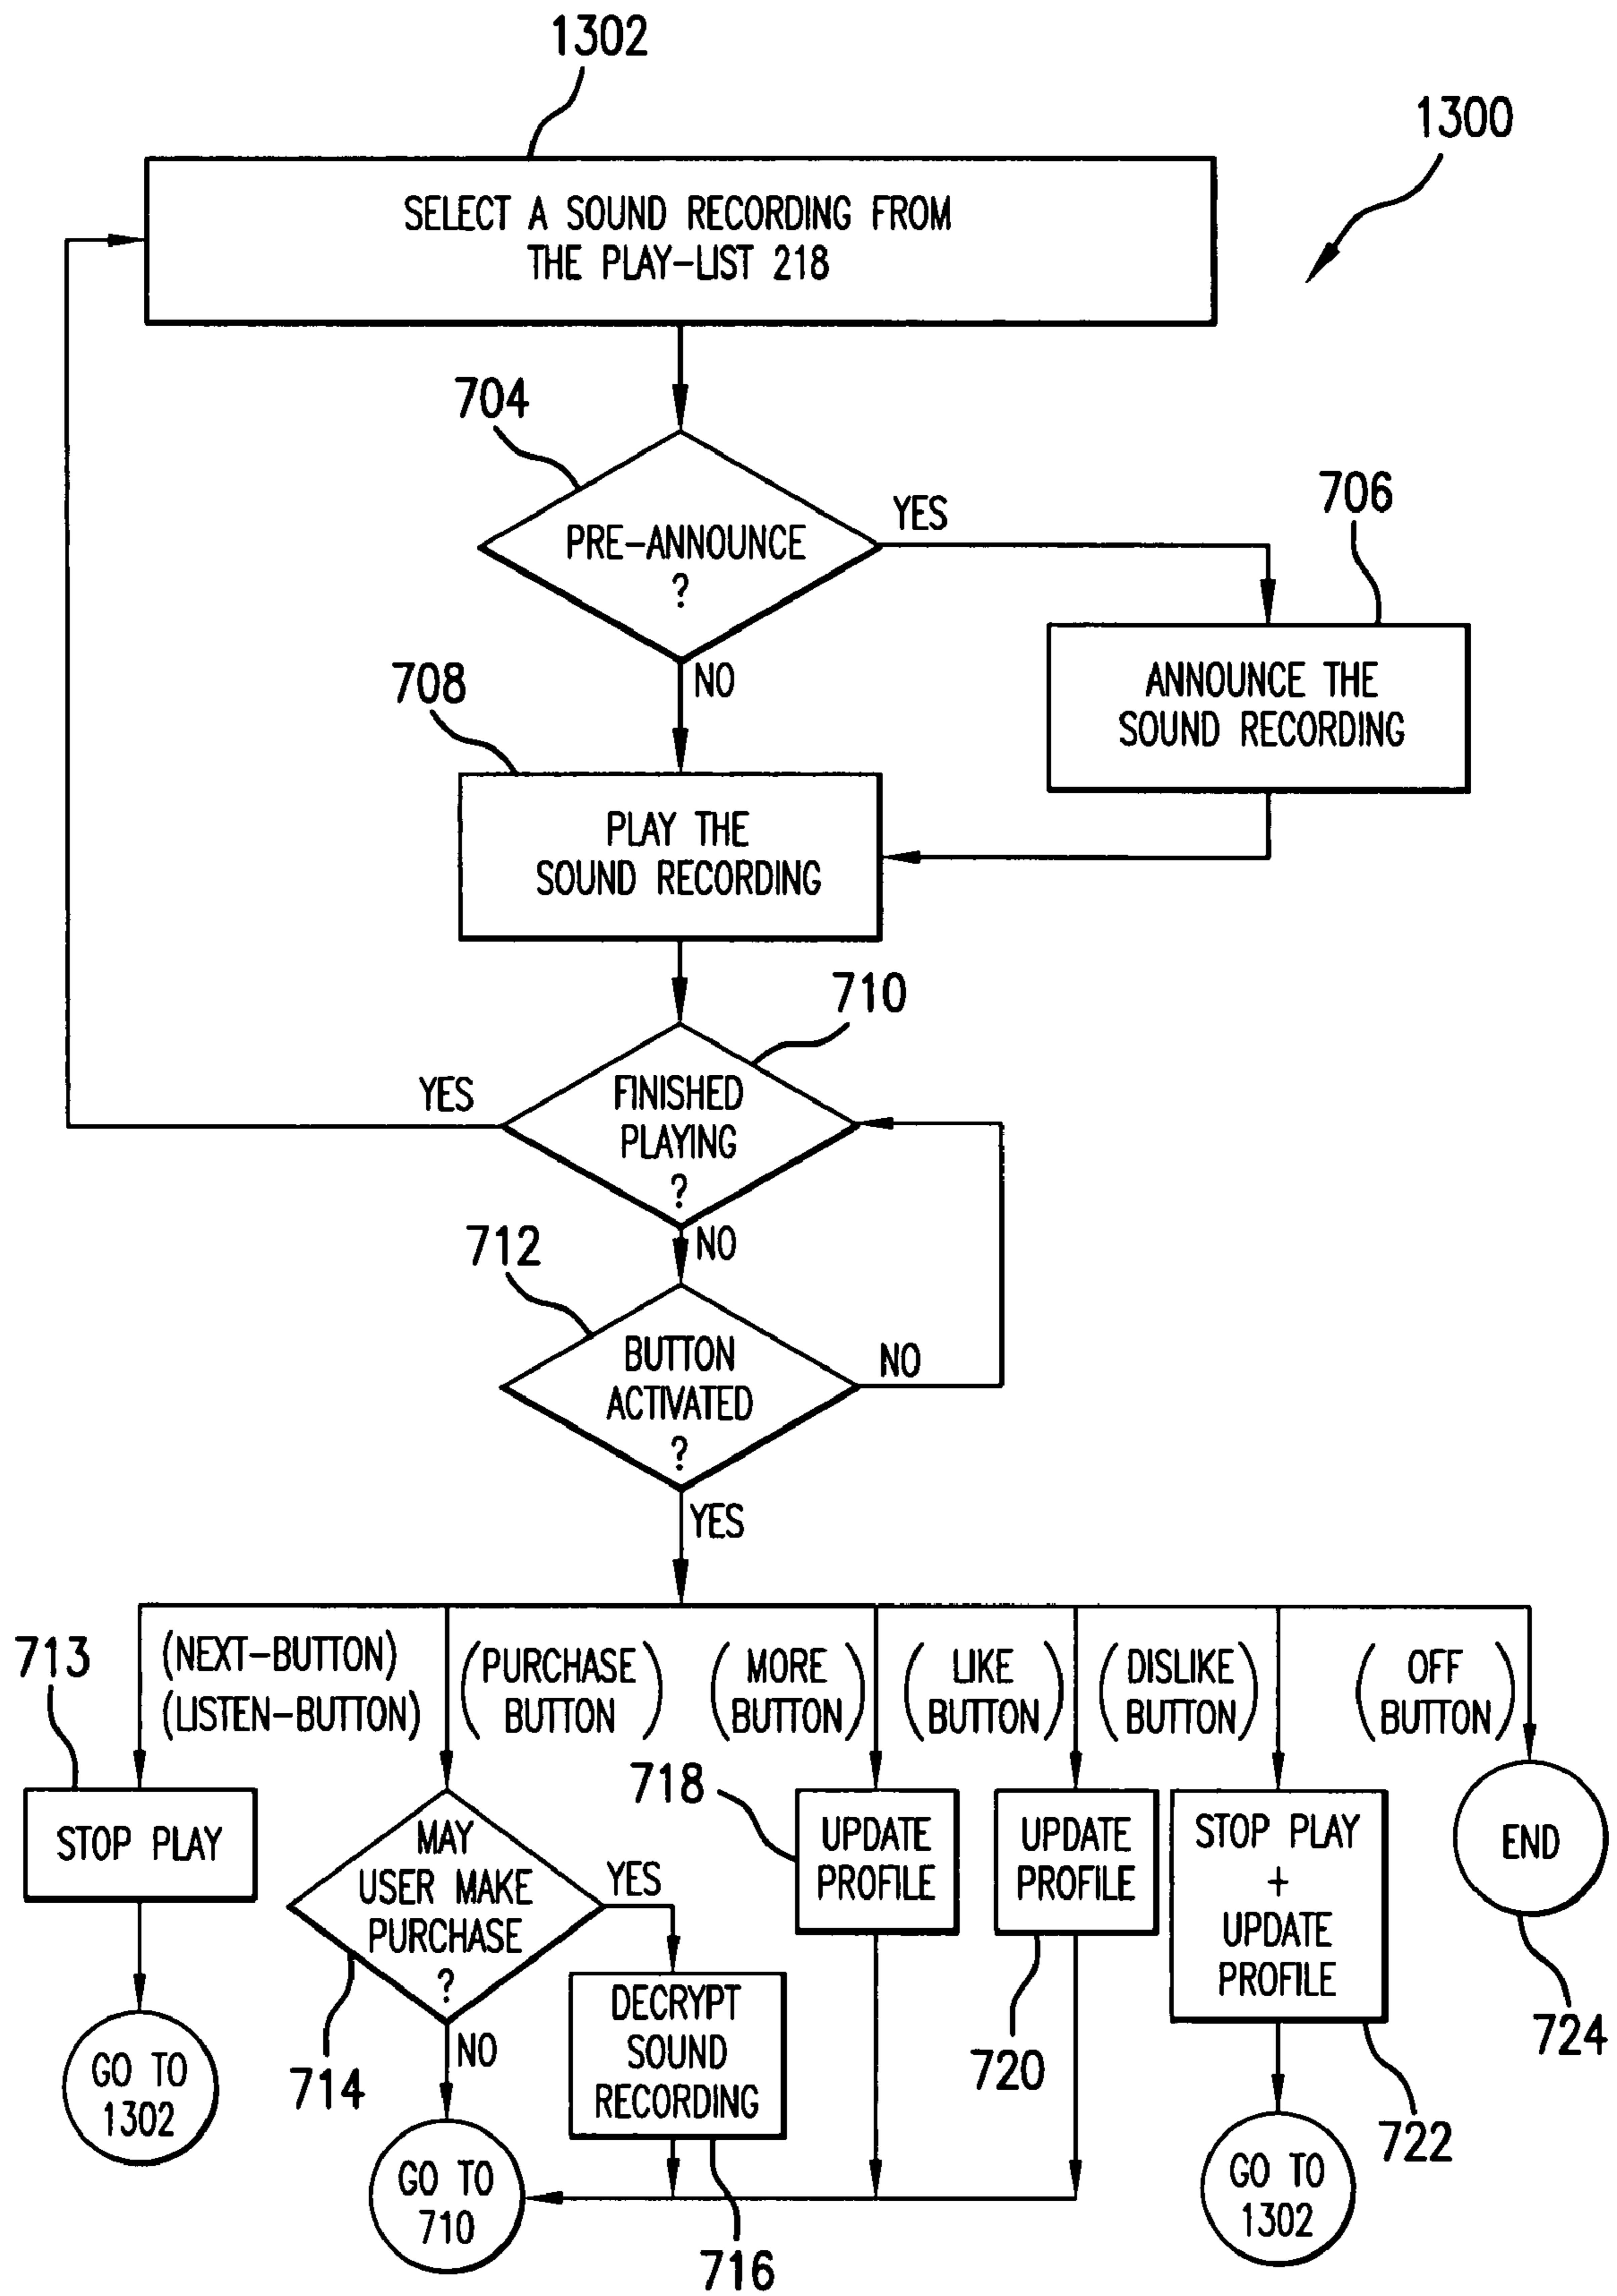 1302
1300
SELECT A SOUND RECORDING FROM
THE PLAY-LIST 218
704
PRE-ANNOUNCE
?
YES
706
NO
ANNOUNCE THE
SOUND RECORDING
708
PLAY THE
SOUND RECORDING
710
YES
FINISHED
PLAYING
?
NO
712
BUTTON
ACTIVATED
?
NO
YES
713
(NEXT-BUTTON)
(LISTEN-BUTTON)
(PURCHASE
BUTTON)
(MORE
BUTTON)
(LIKE
BUTTON)
(DISLIKE
BUTTON)
(OFF
BUTTON)
STOP PLAY
GO TO
1302
MAY
USER MAKE
PURCHASE
?
YES
714
NO
DECRYPT
SOUND
RECORDING
716
GO TO
710
718
UPDATE
PROFILE
UPDATE
PROFILE
720
STOP PLAY
+
UPDATE
PROFILE
722
GO TO
1302
END
724